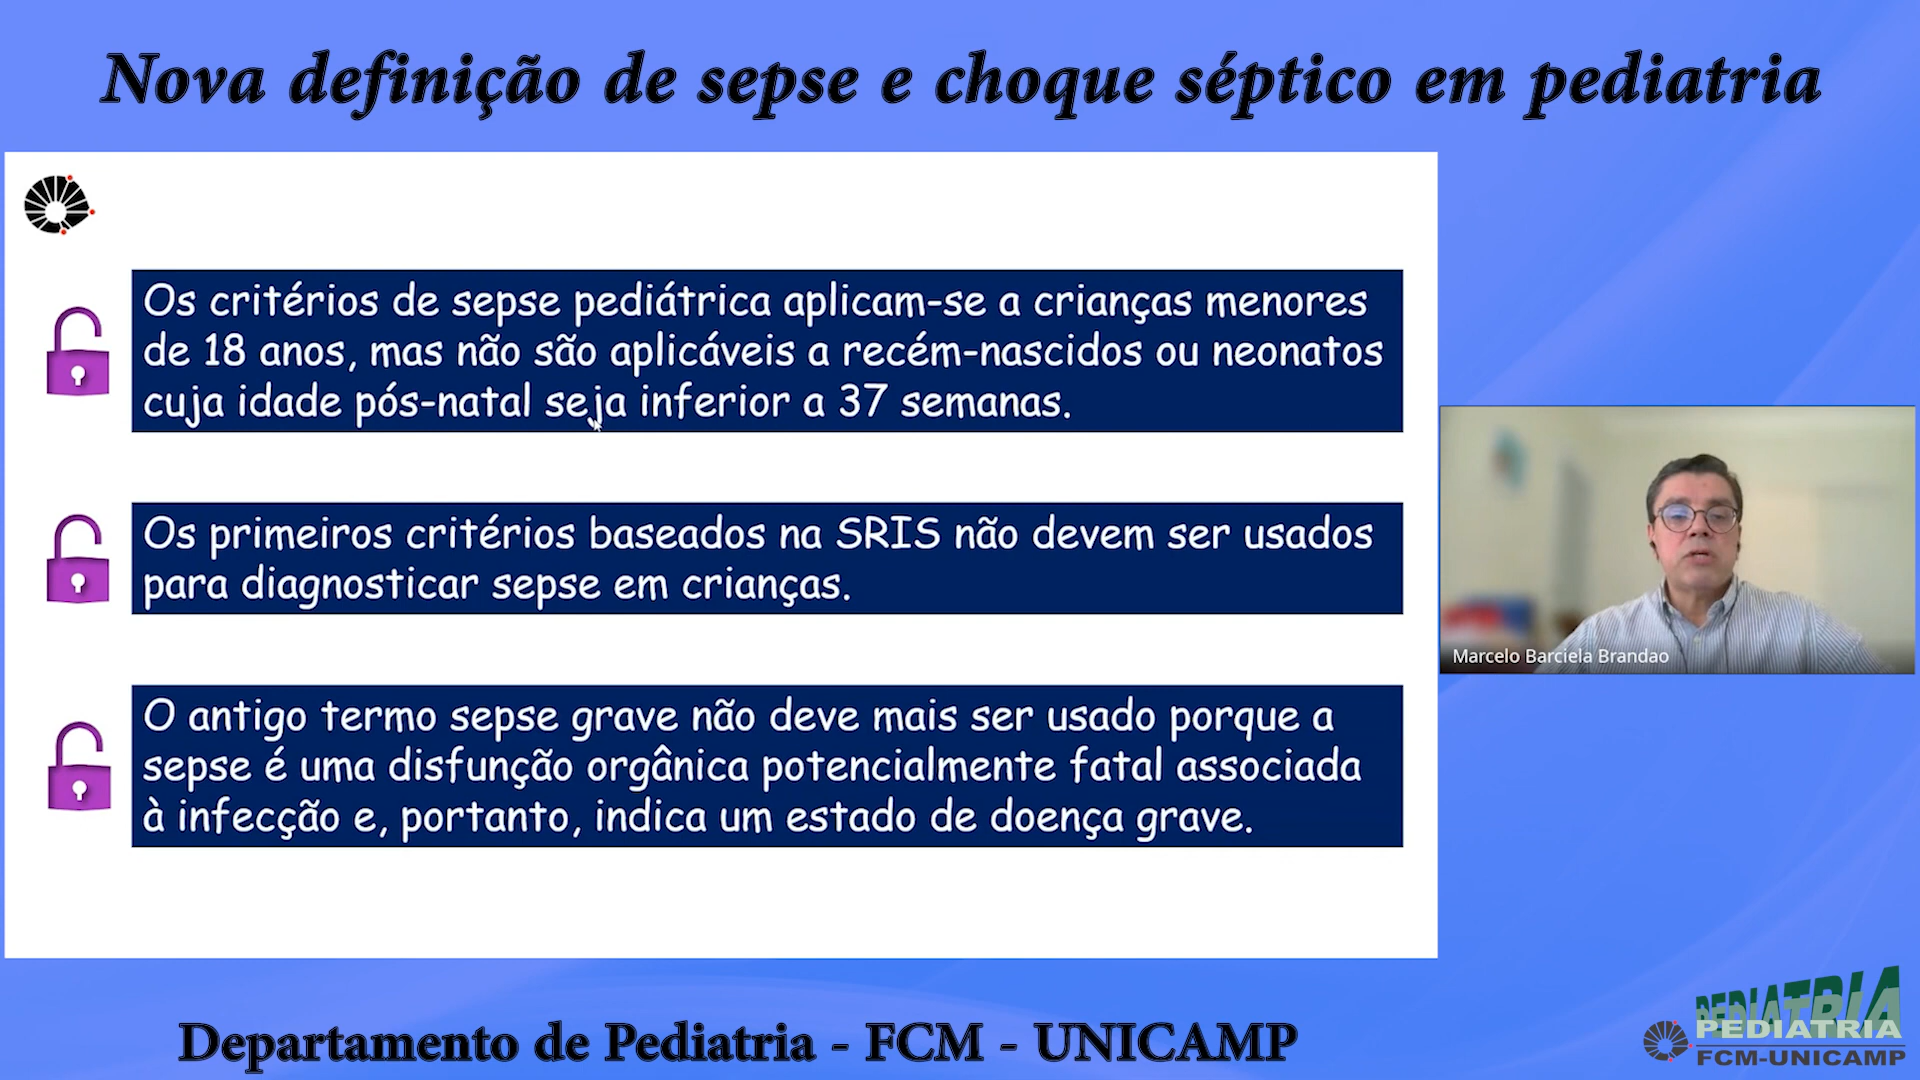 Nova definição de sepse e choque séptico em pediatria
Os critérios de sepse pediátrica aplicam-se a crianças menores
de 18 anos, mas não são aplicáveis a recém-nascidos ou neonatos
cuja idade pós-natal seja inferior a 37 semanas.
Os primeiros critérios baseados na SRIS não devem ser usados
para diagnosticar sepse em crianças.
O antigo termo sepse grave não deve mais ser usado porque a
sepse é uma disfunção orgânica potencialmente fatal associada
à infecção e, portanto, indica um estado de doença grave.
Marcelo Barciela Brandao
Departamento de Pediatria - FCM - UNICAMP
PEDIATRIA
PEDIATRIA
FCM-UNICAMP